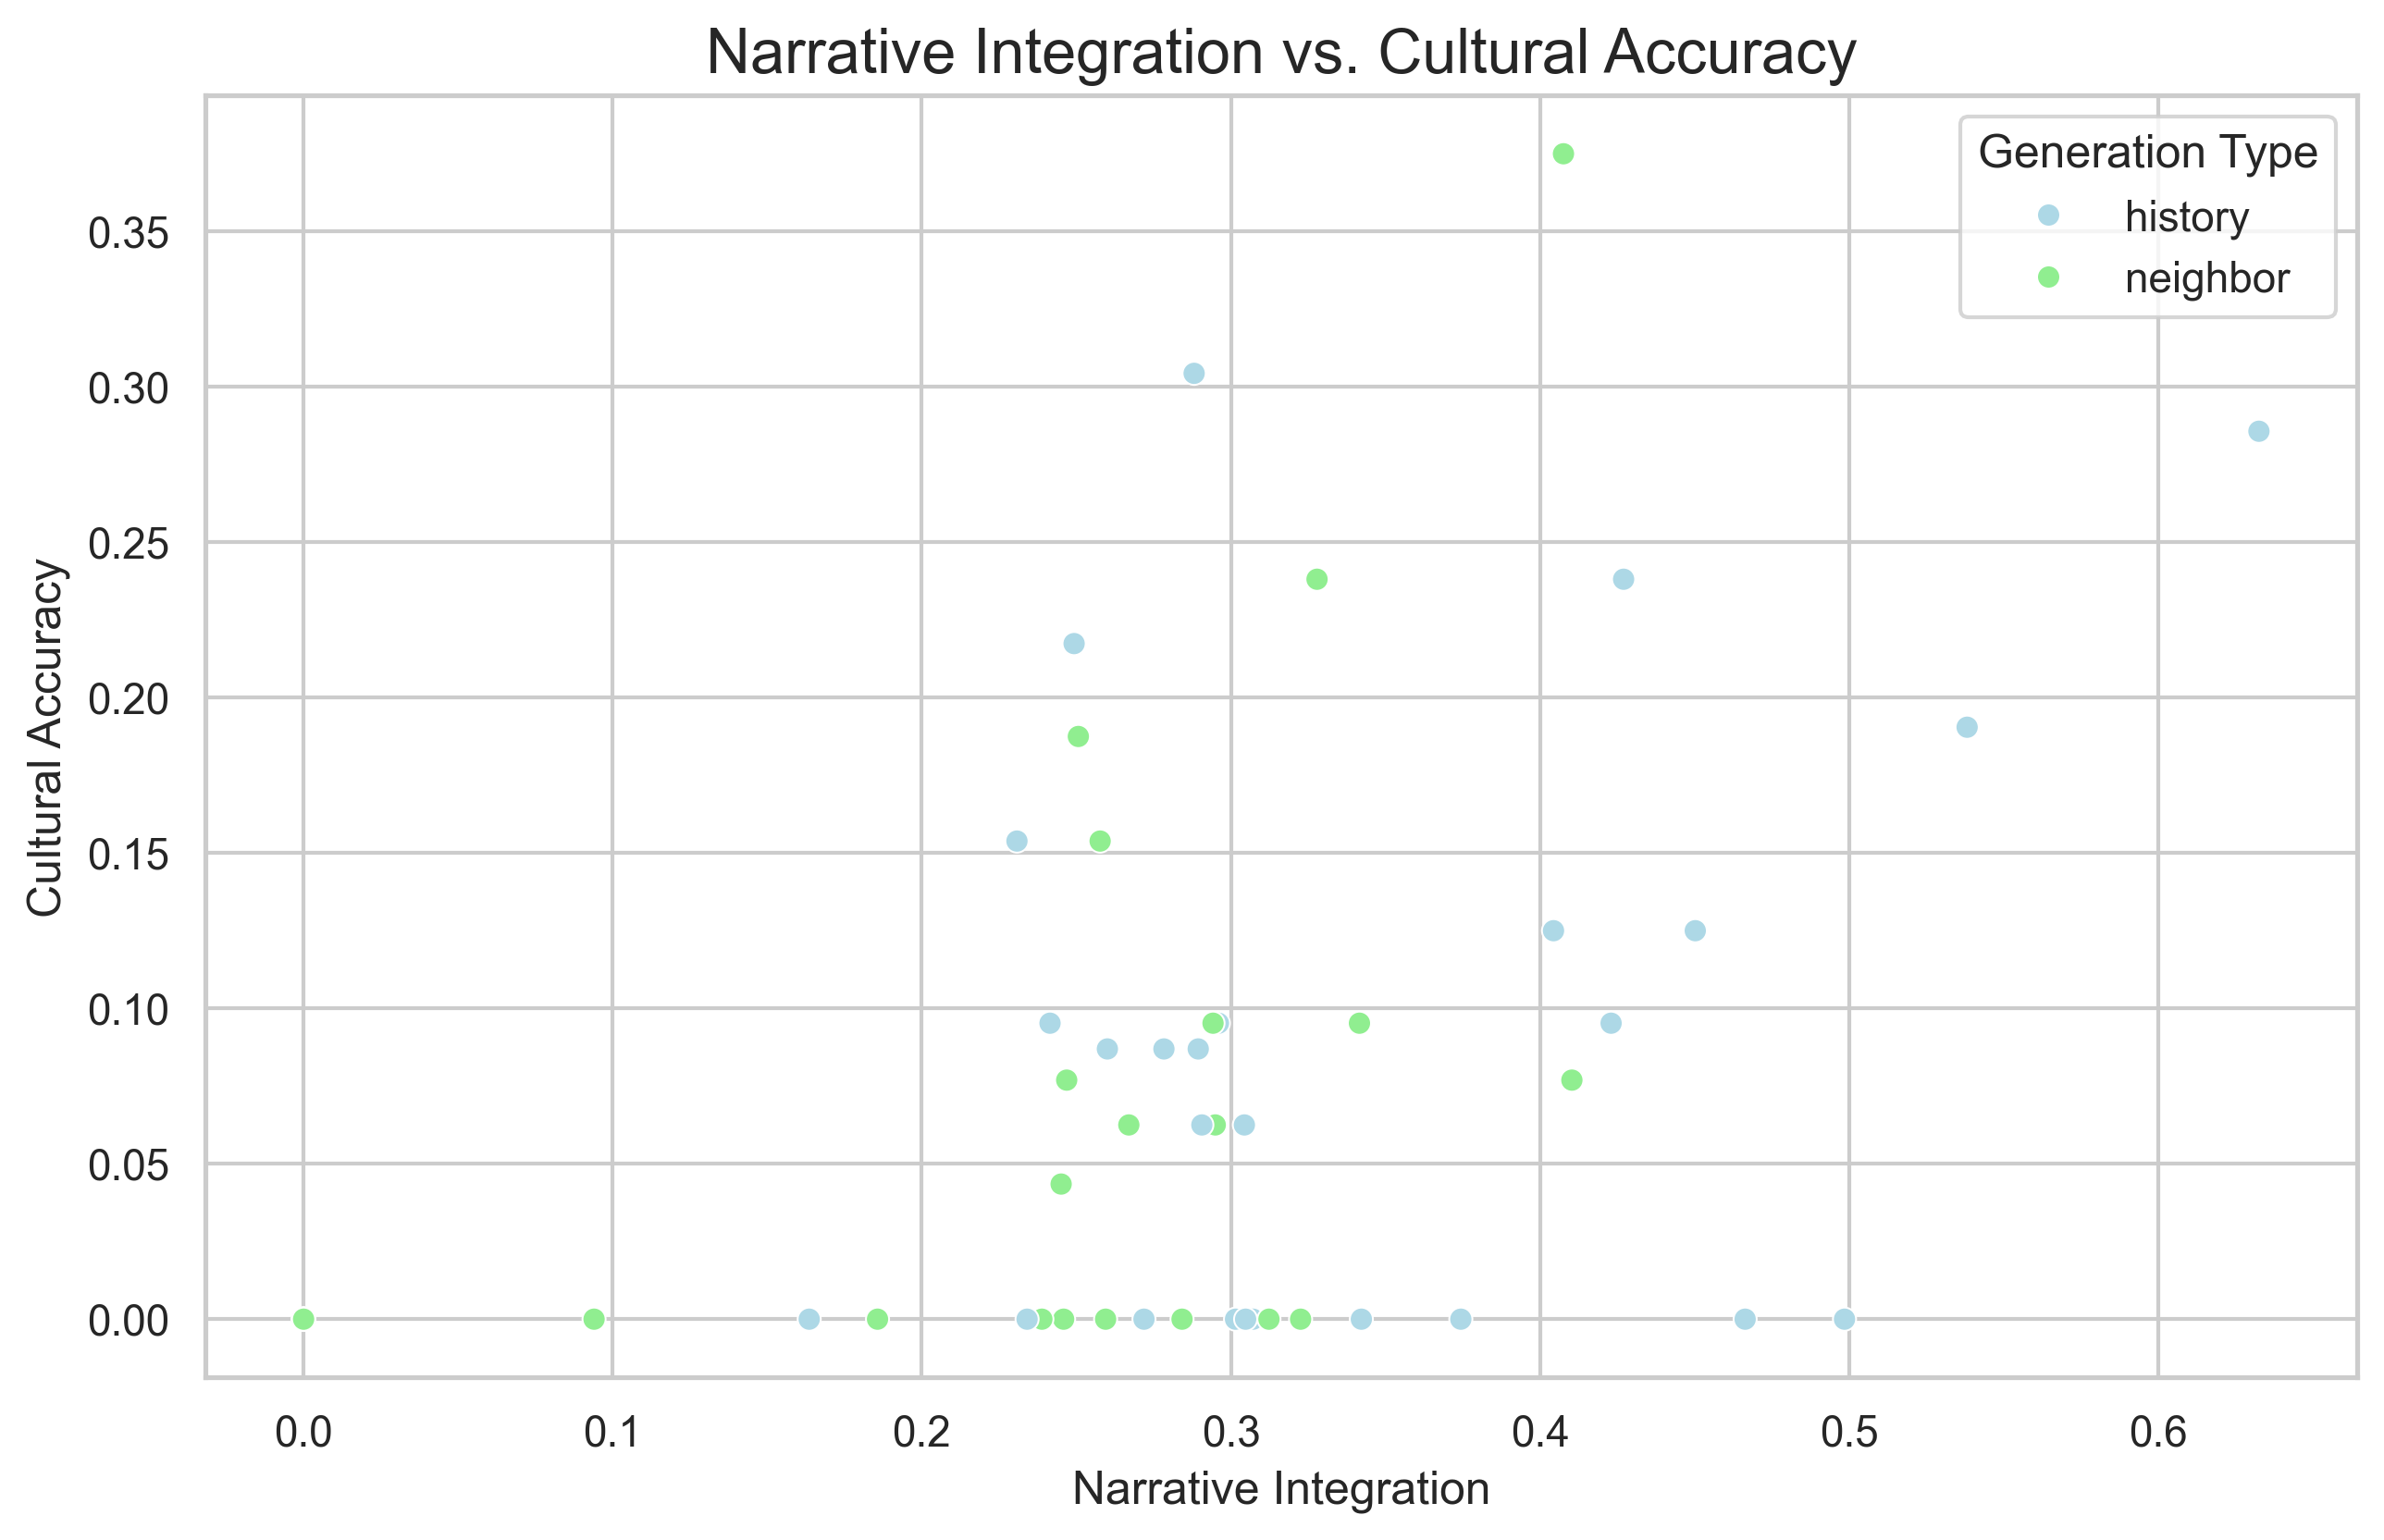 Narrative Integration vs. Cultural Accuracy
Generation Type
history
neighbor
Cultural Accuracy
0.35
0.30
0.25
0.20
0.15
0.10
0.05
0.00
0.0 0.1 0.2 0.3 0.4 0.5 0.6
Narrative Integration